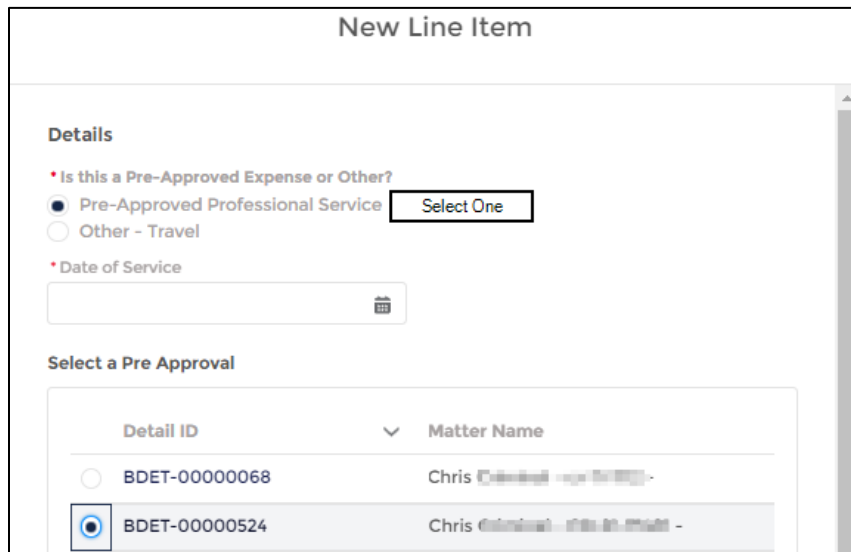 New Line Item
Details
* Is this a Pre-Approved Expense or Other?
Pre-Approved Professional Service Select One
Other - Travel
* Date of Service
Select a Pre Approval
Detail ID Matter Name
BDET-00000068 Chris -
BDET-00000524 Chris -